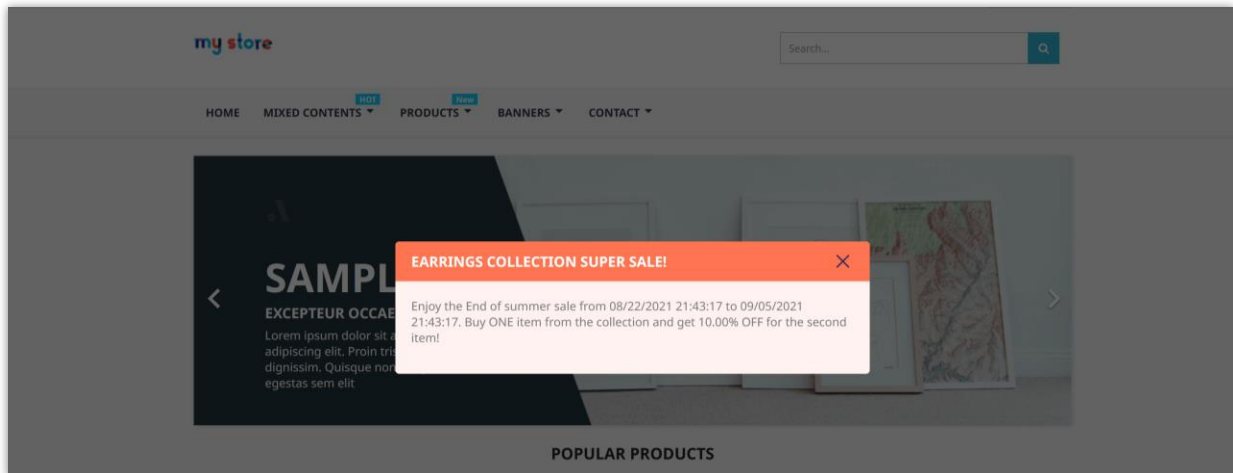 my store
Search...
HOT
New
HOME MIXED CONTENTS PRODUCTS BANNERS CONTACT
EARRINGS COLLECTION SUPER SALE!
Enjoy the End of summer sale from 08/22/2021 21:43:17 to 09/05/2021
21:43:17. Buy ONE item from the collection and get 10.00% OFF for the second
item!
SAMPL
EXCEPTEUR OCCAE
Lorem ipsum dolor sit a
adipiscing elit. Proin tris
dignissim. Quisque non
egestas sem elit
POPULAR PRODUCTS